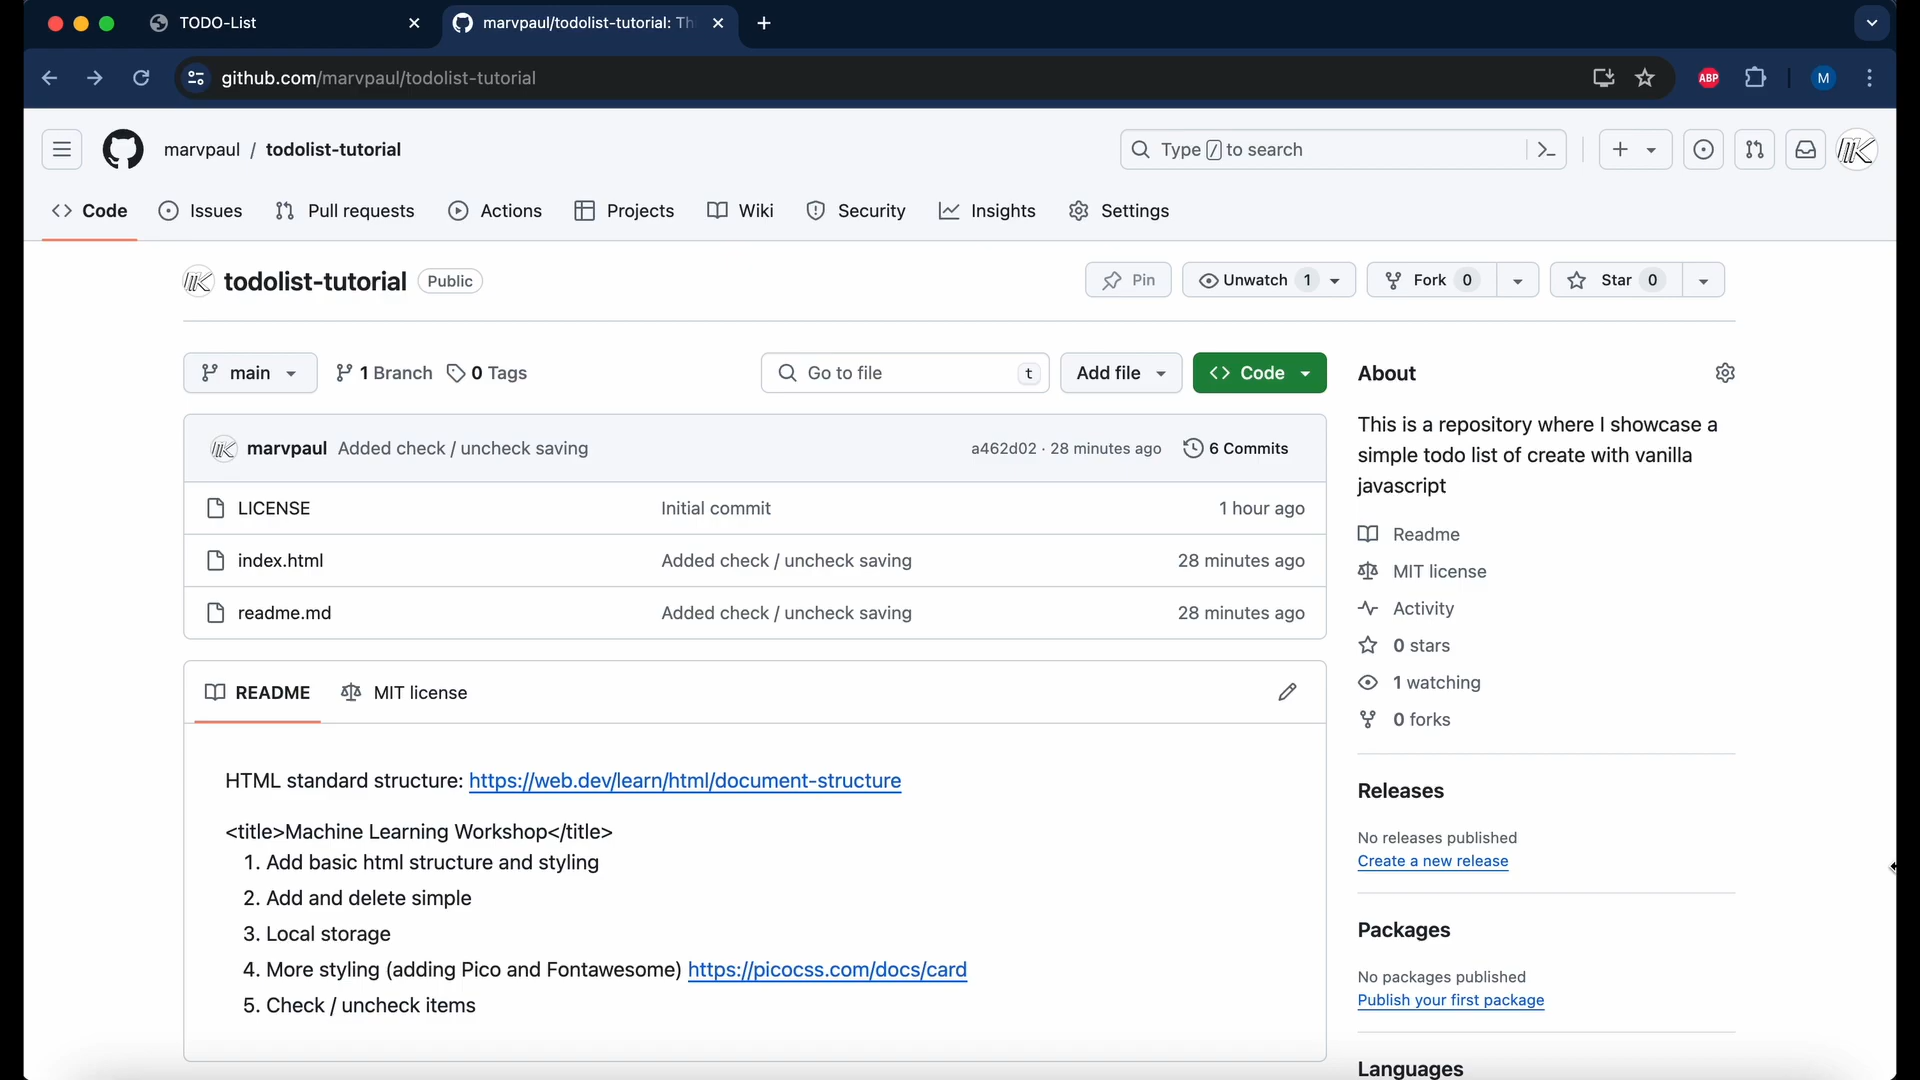 TODO-List
marvpaul/todolist-tutorial: Th
github.com/marvpaul/todolist-tutorial
ABP
M
marvpaul / todolist-tutorial
Type / to search
Code Issues Pull requests Actions Projects Wiki Security Insights Settings
todolist-tutorial Public
Pin Unwatch 1 Fork 0 Star 0
main 1 Branch 0 Tags
Go to file t Add file Code
marvpaul Added check / uncheck saving a462d02 · 28 minutes ago 6 Commits
LICENSE Initial commit 1 hour ago
index.html Added check / uncheck saving 28 minutes ago
readme.md Added check / uncheck saving 28 minutes ago
README MIT license
HTML standard structure: https://web.dev/learn/html/document-structure
<title>Machine Learning Workshop</title>
1. Add basic html structure and styling
2. Add and delete simple
3. Local storage
4. More styling (adding Pico and Fontawesome) https://picocss.com/docs/card
5. Check / uncheck items
About
This is a repository where I showcase a
simple todo list of create with vanilla
javascript
Readme
MIT license
Activity
0 stars
1 watching
0 forks
Releases
No releases published
Create a new release
Packages
No packages published
Publish your first package
Languages